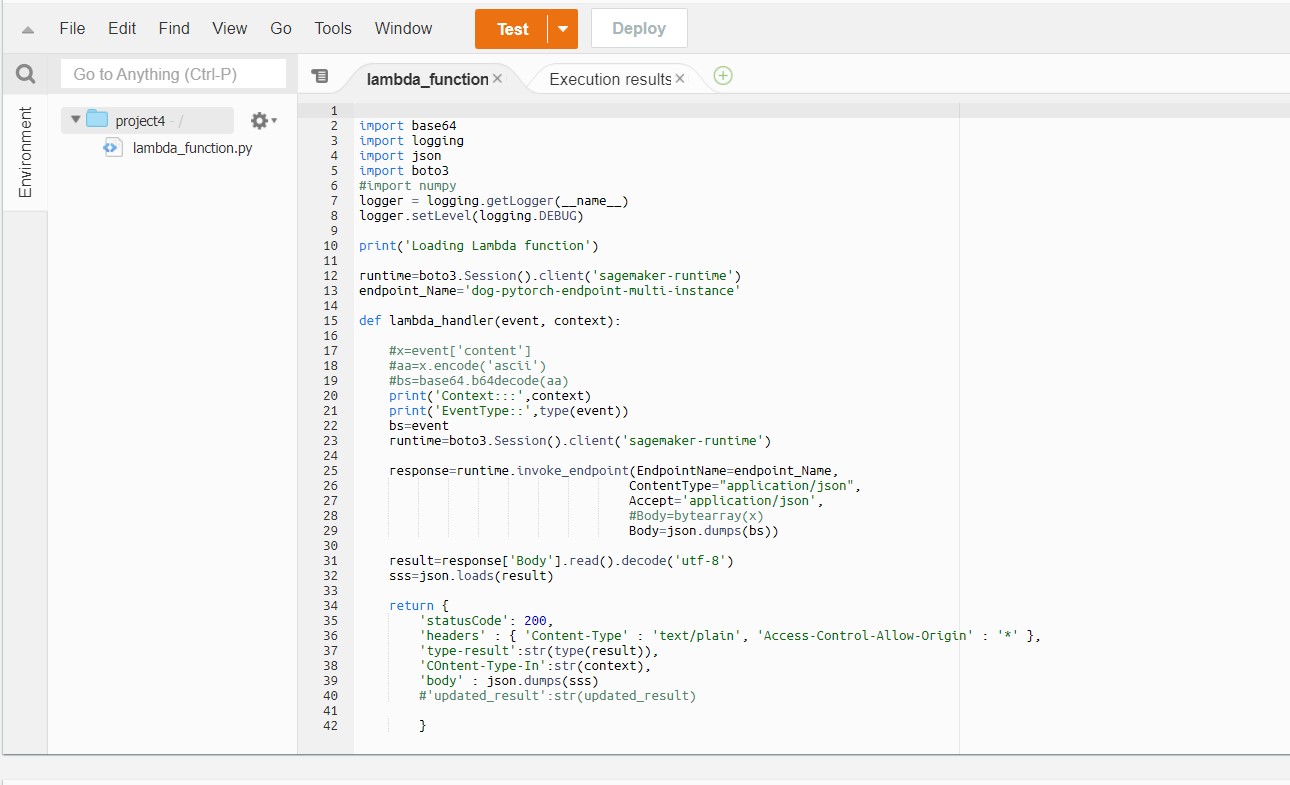 File Edit Find View Go Tools Window Test Deploy
Go to Anything (Ctrl-P)
lambda_function Execution results
Environment
project4 - /
lambda_function.py
1
2 import base64
3 import logging
4 import json
5 import boto3
6 #import numpy
7 logger = logging.getLogger(__name__)
8 logger.setLevel(logging.DEBUG)
9
10 print('Loading Lambda function')
11
12 runtime=boto3.Session().client('sagemaker-runtime')
13 endpoint_Name='dog-pytorch-endpoint-multi-instance'
14
15 def lambda_handler(event, context):
16
17     #x=event['content']
18     #aa=x.encode('ascii')
19     #bs=base64.b64decode(aa)
20     print('Context:::',context)
21     print('EventType::',type(event))
22     bs=event
23     runtime=boto3.Session().client('sagemaker-runtime')
24
25     response=runtime.invoke_endpoint(EndpointName=endpoint_Name,
26                                     ContentType="application/json",
27                                     Accept='application/json',
28                                     #Body=bytearray(x)
29                                     Body=json.dumps(bs))
30
31     result=response['Body'].read().decode('utf-8')
32     sss=json.loads(result)
33
34     return {
35         'statusCode': 200,
36         'headers' : { 'Content-Type' : 'text/plain', 'Access-Control-Allow-Origin' : '*' },
37         'type-result':str(type(result)),
38         'COntent-Type-In':str(context),
39         'body' : json.dumps(sss)
40         #'updated_result':str(updated_result)
41
42         }